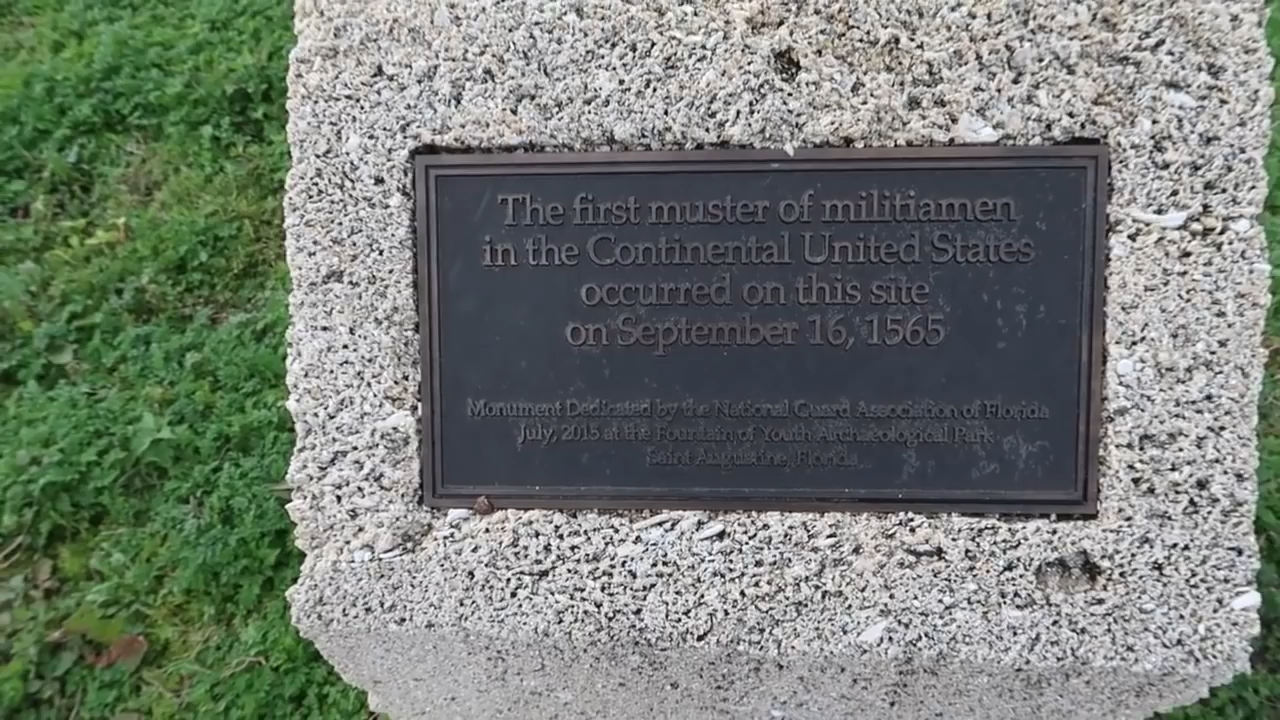 The first muster of militiamen
in the Continental United States
occurred on this site
on September 16, 1565
Monument Dedicated by the National Guard Association of Florida
July, 2015 at the Fountain of Youth Archaeological Park
Saint Augustine, Florida